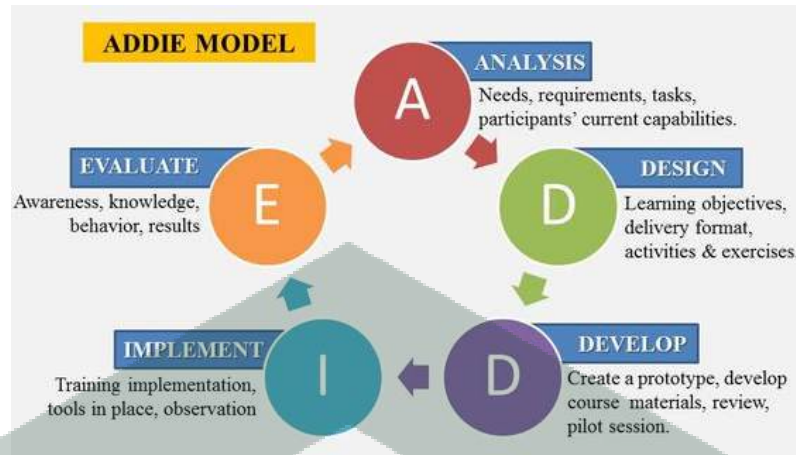 ADDIE MODEL
A
ANALYSIS
Needs, requirements, tasks,
participants' current capabilities.
D
DESIGN
Learning objectives,
delivery format,
activities & exercises
D
DEVELOP
Create a prototype, develop
course materials, review,
pilot session.
I
IMPLEMENT
Training implementation,
tools in place, observation
E
EVALUATE
Awareness, knowledge,
behavior, results